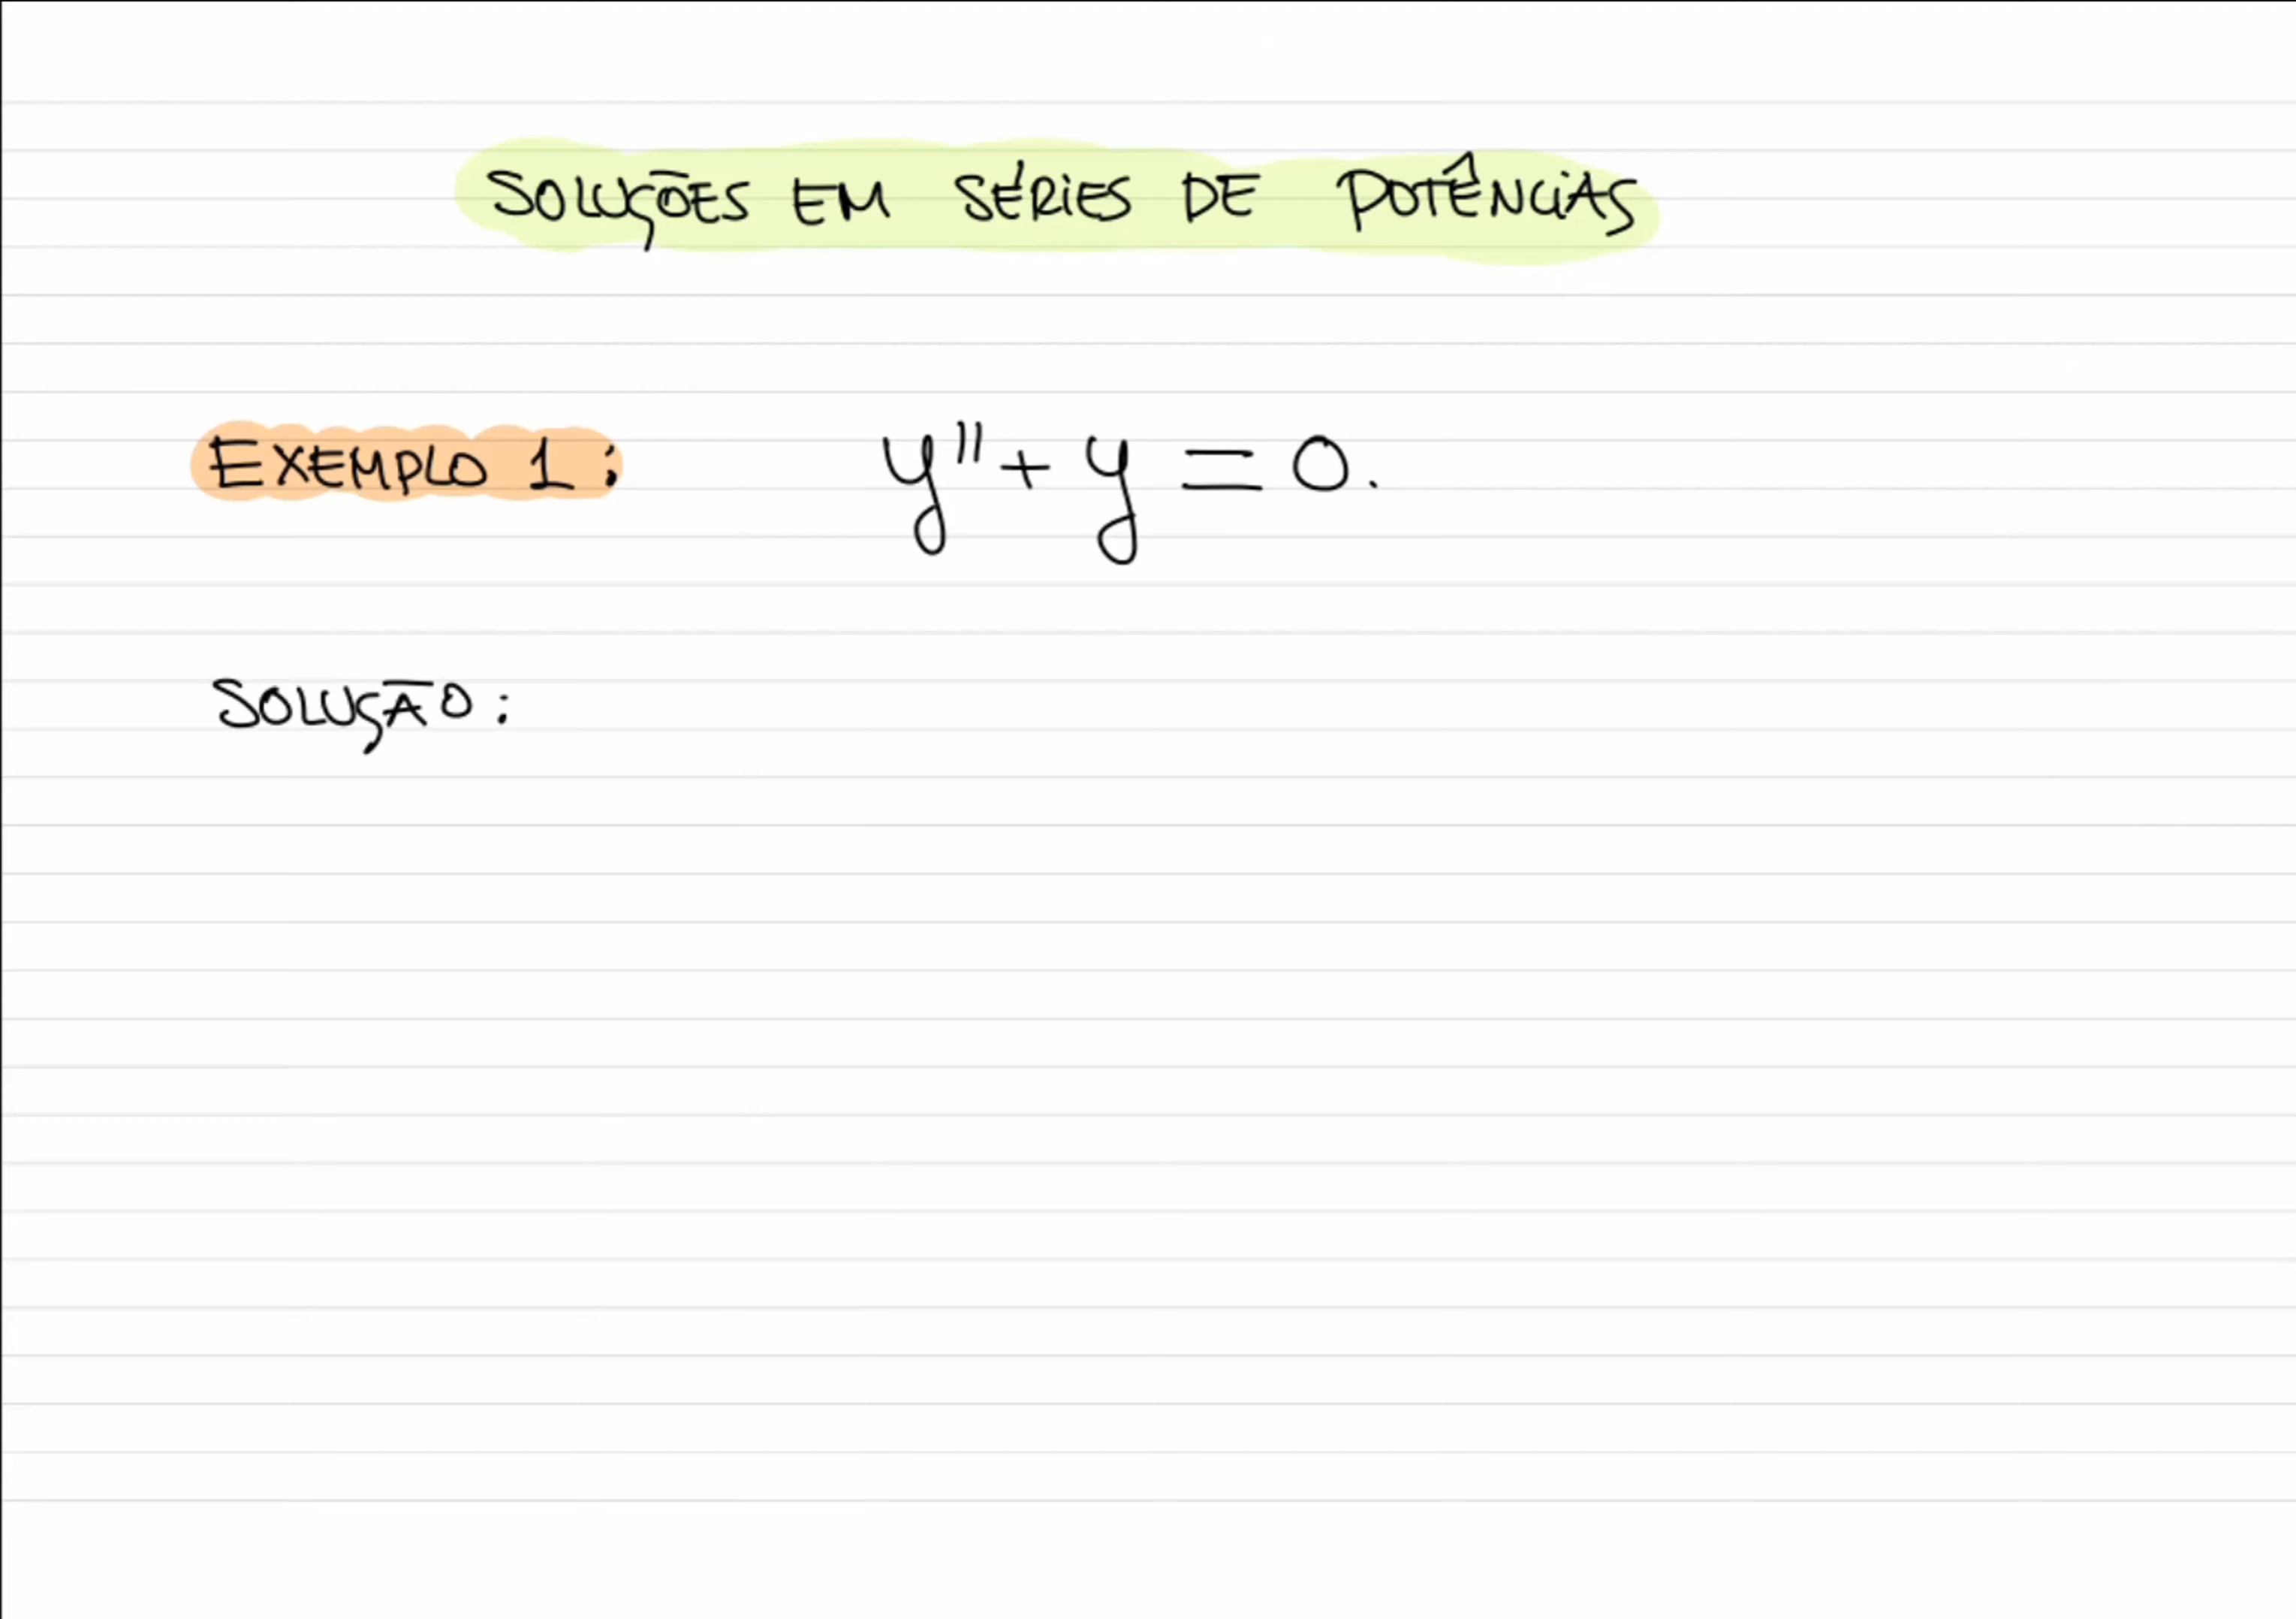 SOLUÇÕES EM SÉRIES DE POTÊNCIAS
EXEMPLO 1: y'' + y = 0.
SOLUÇÃO: